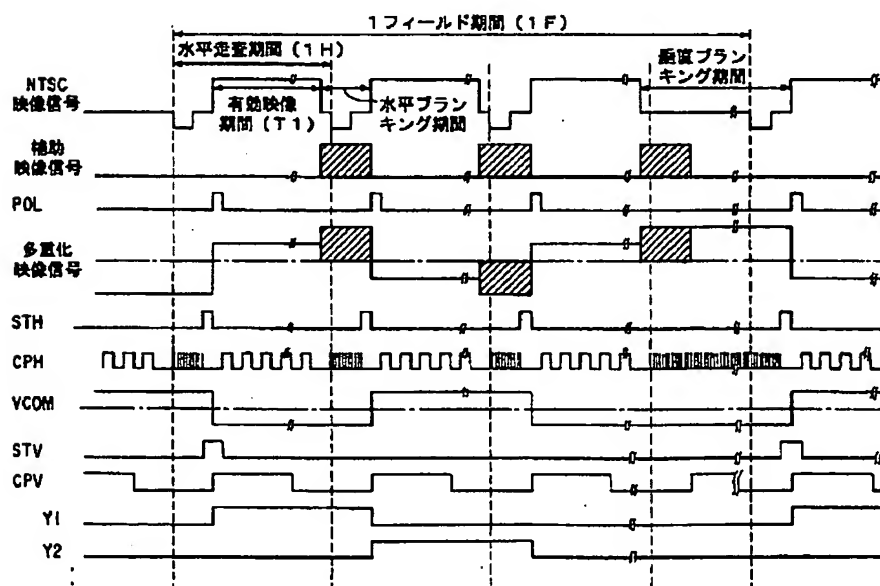 1フィールド期間(1F)
水平走査期間(1H)
垂直ブラン
キング期間
NTSC
映像信号
有効映像
期間(T1)
水平ブラン
キング期間
補助
映像信号
POL
多重化
映像信号
STH
CPH
VCOM
STV
CPV
Y1
Y2